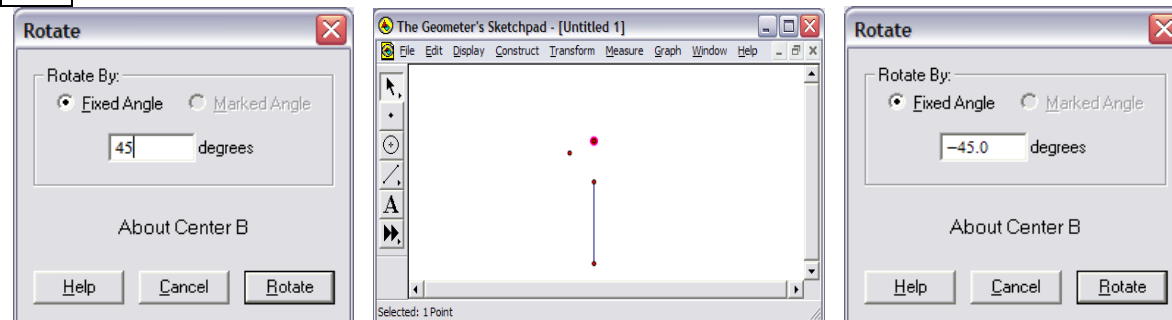 Rotate
Rotate By:
Fixed Angle Marked Angle
45 degrees
About Center B
Help Cancel Rotate
The Geometer's Sketchpad - [Untitled 1]
File Edit Display Construct Transform Measure Graph Window Help
A
Selected: 1 Point
Rotate
Rotate By:
Fixed Angle Marked Angle
−45.0 degrees
About Center B
Help Cancel Rotate